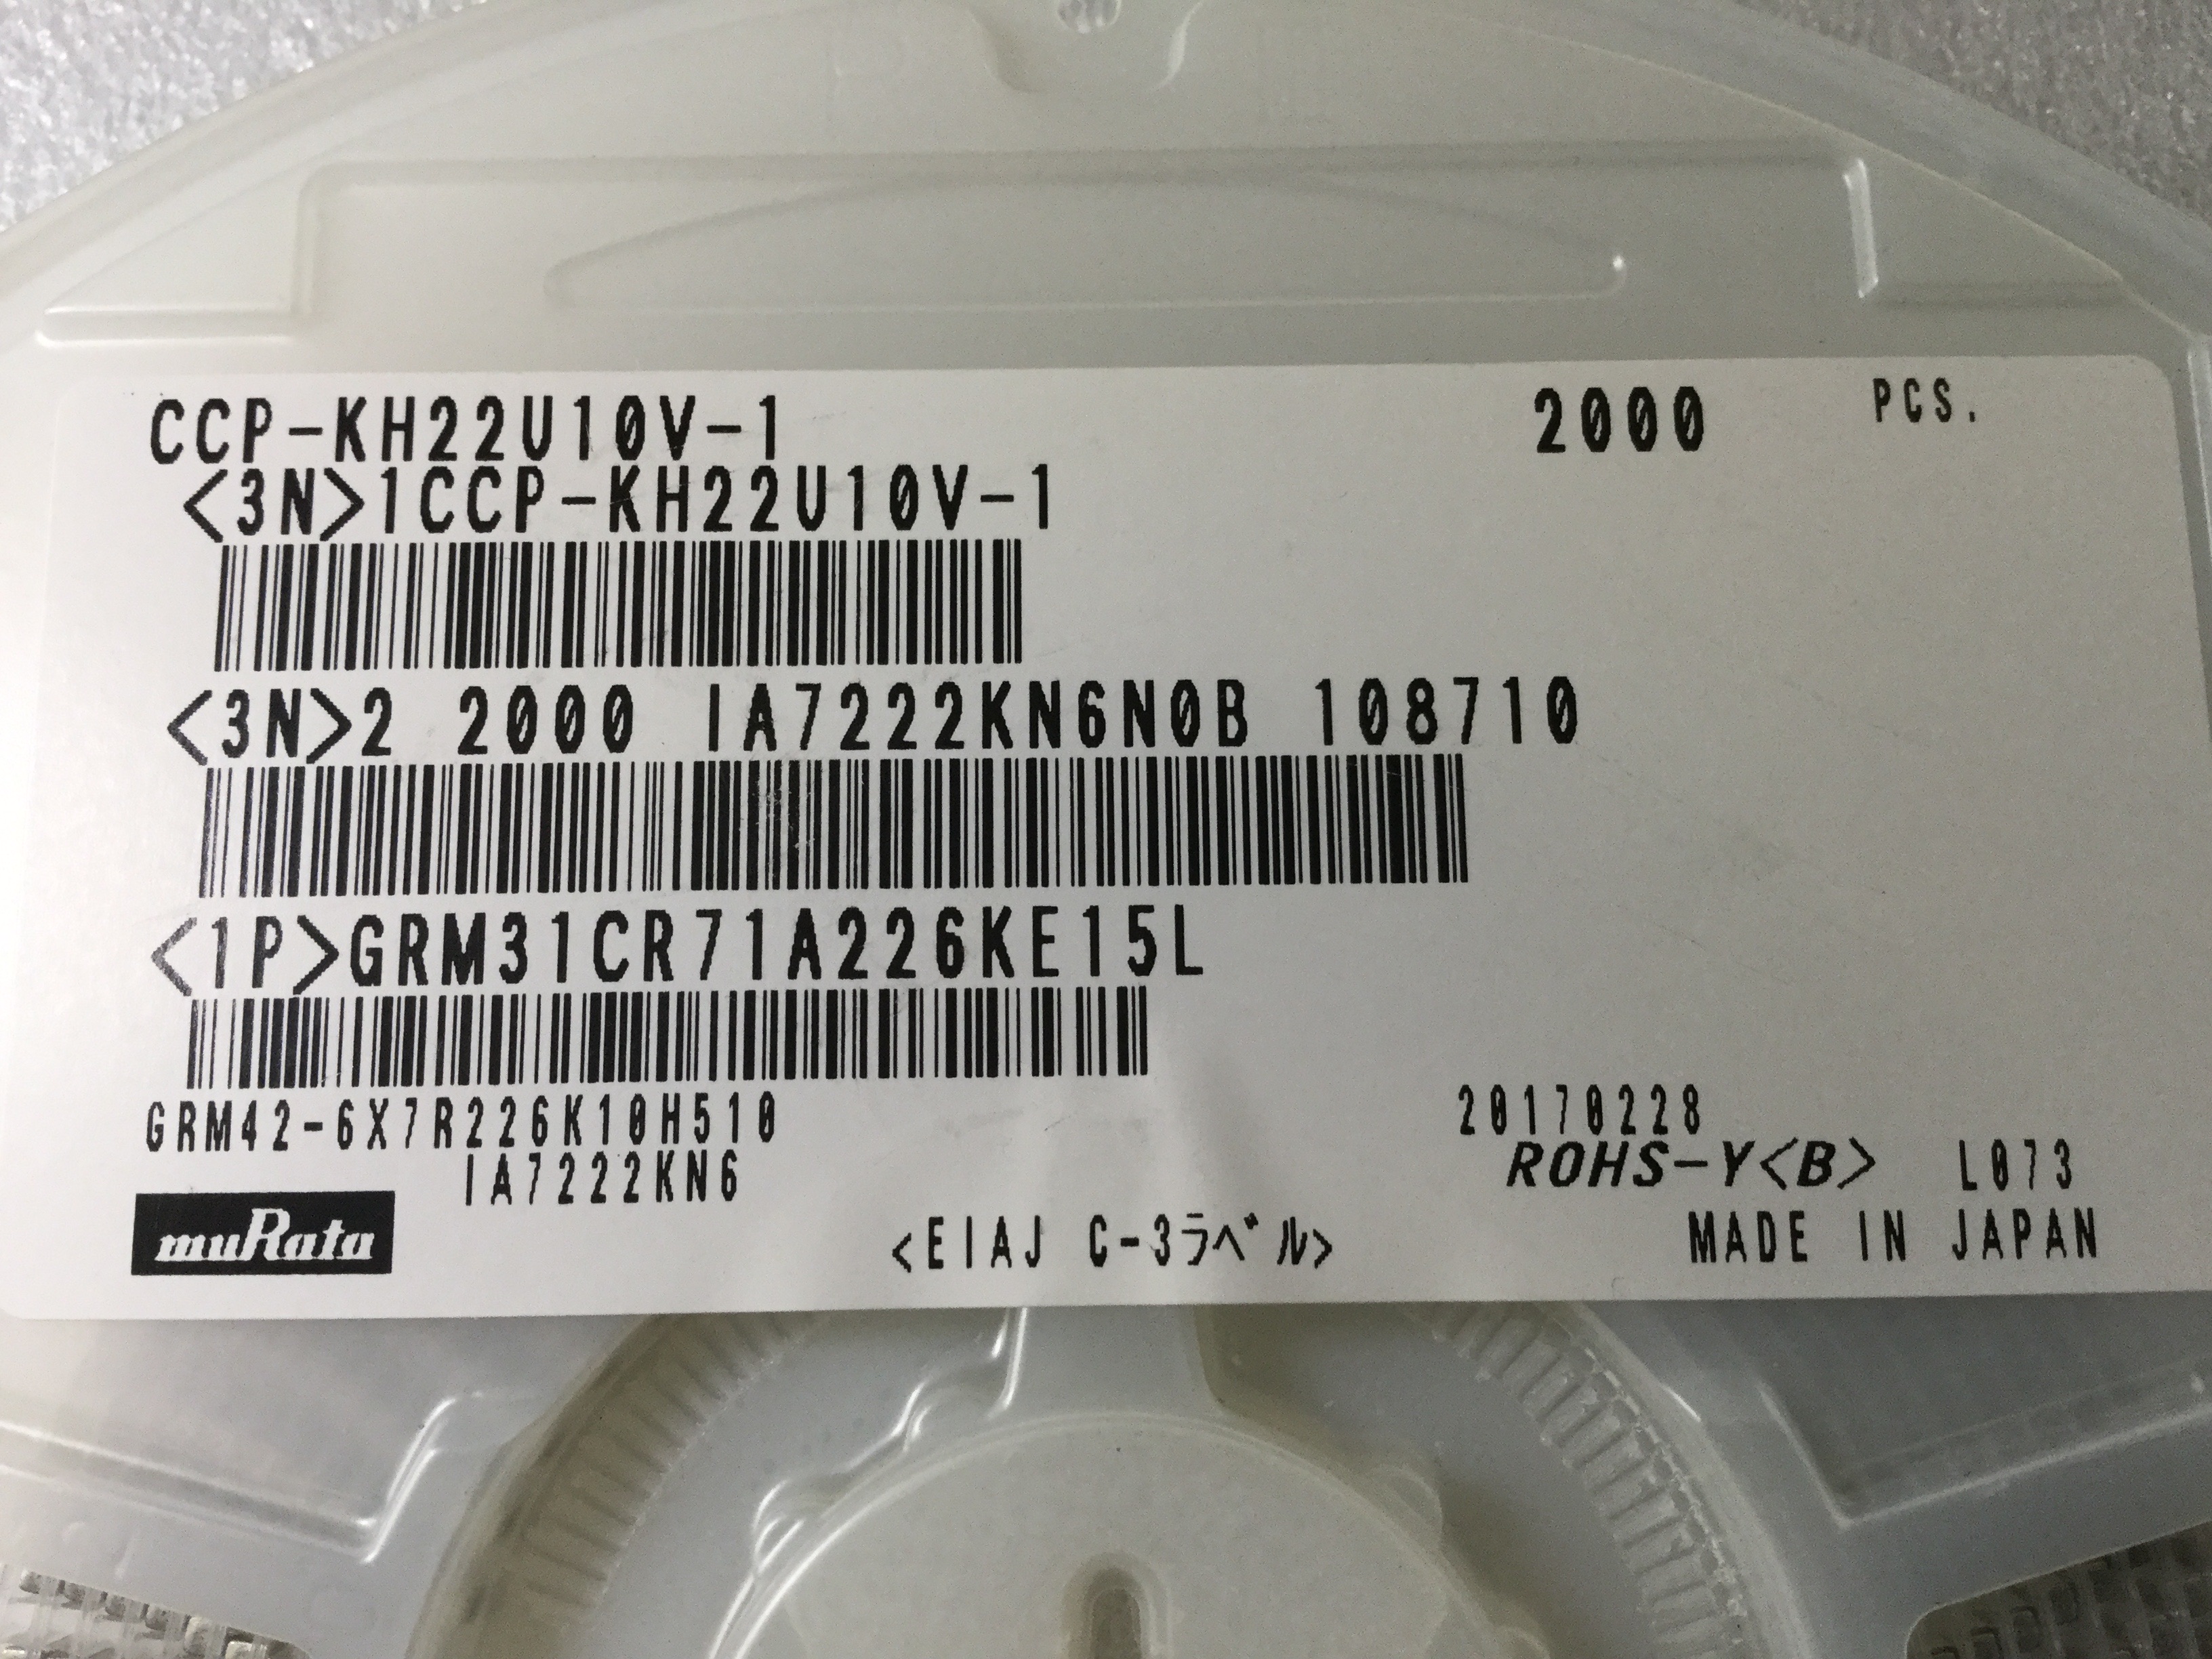 CCP-KH22U10V-1 2000 PCS.
<3N>1CCP-KH22U10V-1
<3N>2 2000 IA7222KN6N0B 108710
<1P>GRM31CR71A226KE15L
GRM42-6X7R226K10H510 20170228
IA7222KN6 ROHS-Y<B> L073
muRata <EIAJ C-3ラベル> MADE IN JAPAN